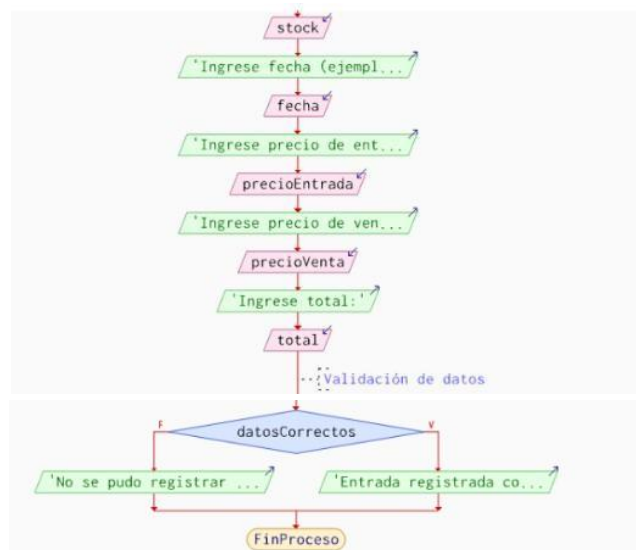 stock
'Ingrese fecha (ejempl...
fecha
'Ingrese precio de ent...
precioEntrada
'Ingrese precio de ven...
precioVenta
'Ingrese total:'
total
Validación de datos
F
V
datosCorrectos
'No se pudo registrar ...
'Entrada registrada co...
FinProceso